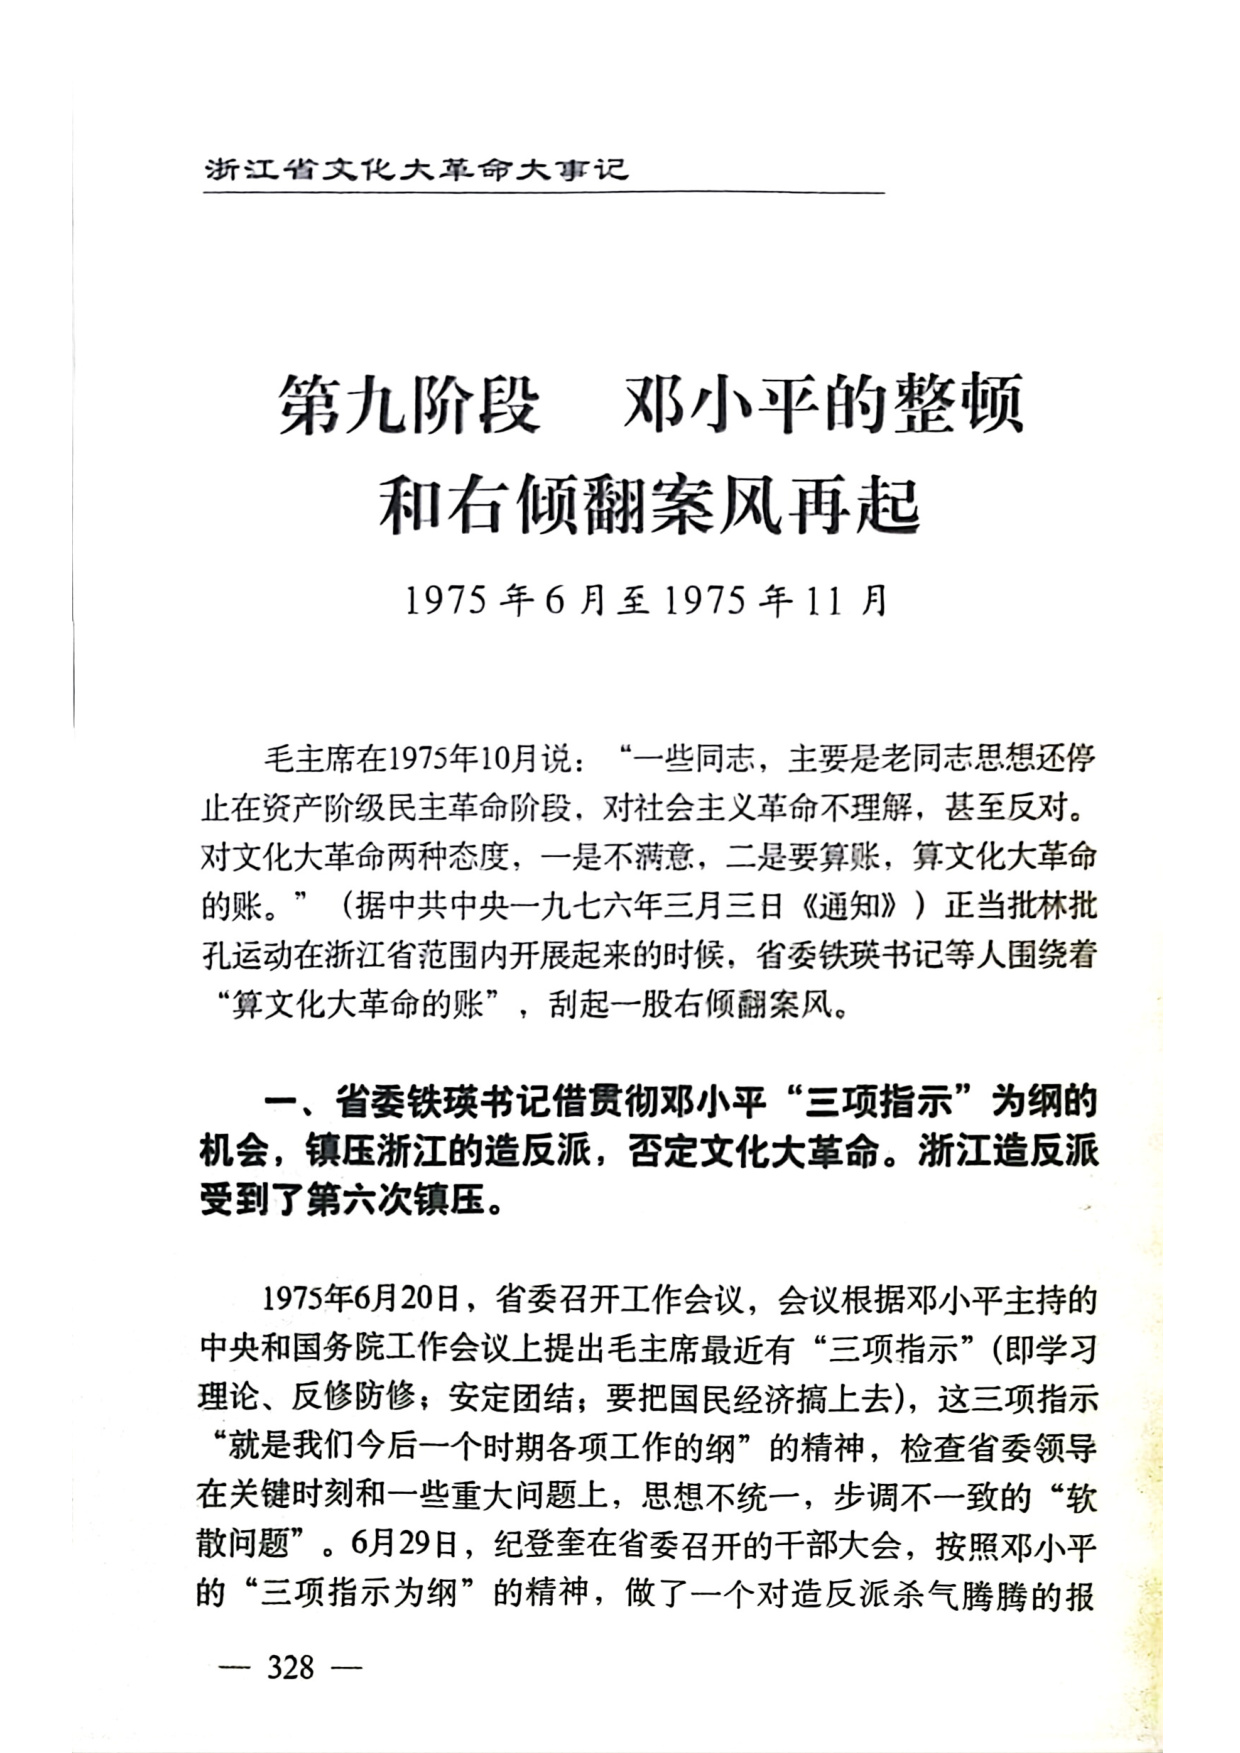 浙江省文化大革命大事记
第九阶段 邓小平的整顿
和右倾翻案风再起
1975年6月至1975年11月
毛主席在1975年10月说：“一些同志，主要是老同志思想还停
止在资产阶级民主革命阶段，对社会主义革命不理解，甚至反对。
对文化大革命两种态度，一是不满意，二是要算账，算文化大革命
的账。”（据中共中央一九七六年三月三日《通知》）正当批林批
孔运动在浙江省范围内开展起来的时候，省委铁瑛书记等人围绕着
“算文化大革命的账”，刮起一股右倾翻案风。
一、省委铁瑛书记借贯彻邓小平“三项指示”为纲的
机会，镇压浙江的造反派，否定文化大革命。浙江造反派
受到了第六次镇压。
1975年6月20日，省委召开工作会议，会议根据邓小平主持的
中央和国务院工作会议上提出毛主席最近有“三项指示”(即学习
理论、反修防修；安定团结；要把国民经济搞上去)，这三项指示
“就是我们今后一个时期各项工作的纲”的精神，检查省委领导
在关键时刻和一些重大问题上，思想不统一，步调不一致的“软
散问题”。6月29日，纪登奎在省委召开的干部大会，按照邓小平
的“三项指示为纲”的精神，做了一个对造反派杀气腾腾的报
— 328 —